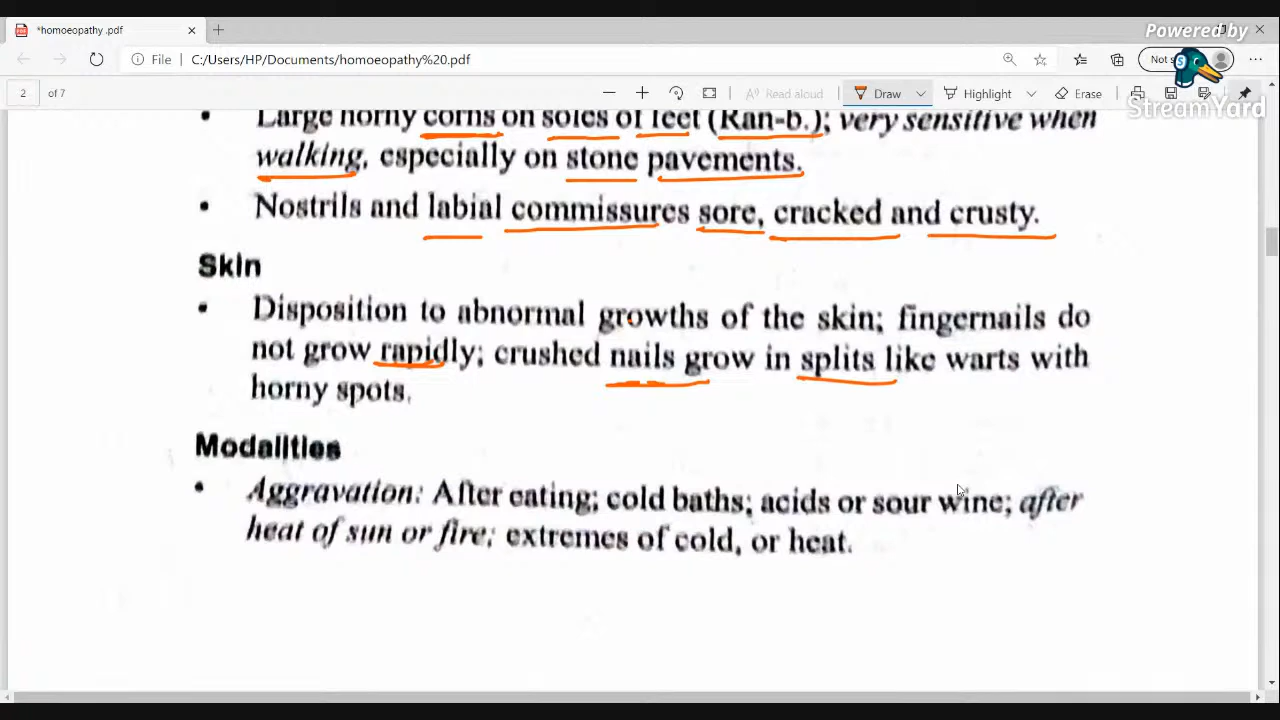 *homoeopathy .pdf
Powered by
File C:/Users/HP/Documents/homoeopathy%20.pdf
Not s
2 of 7
Read aloud
Draw
Highlight
Erase
StreamYard
• Large horny corns on soles of feet (Ran-b.); very sensitive when
walking, especially on stone pavements.
• Nostrils and labial commissures sore, cracked and crusty.
Skin
• Disposition to abnormal growths of the skin; fingernails do
not grow rapidly; crushed nails grow in splits like warts with
horny spots.
Modalities
• Aggravation: After eating; cold baths; acids or sour wine; after
heat of sun or fire; extremes of cold, or heat.